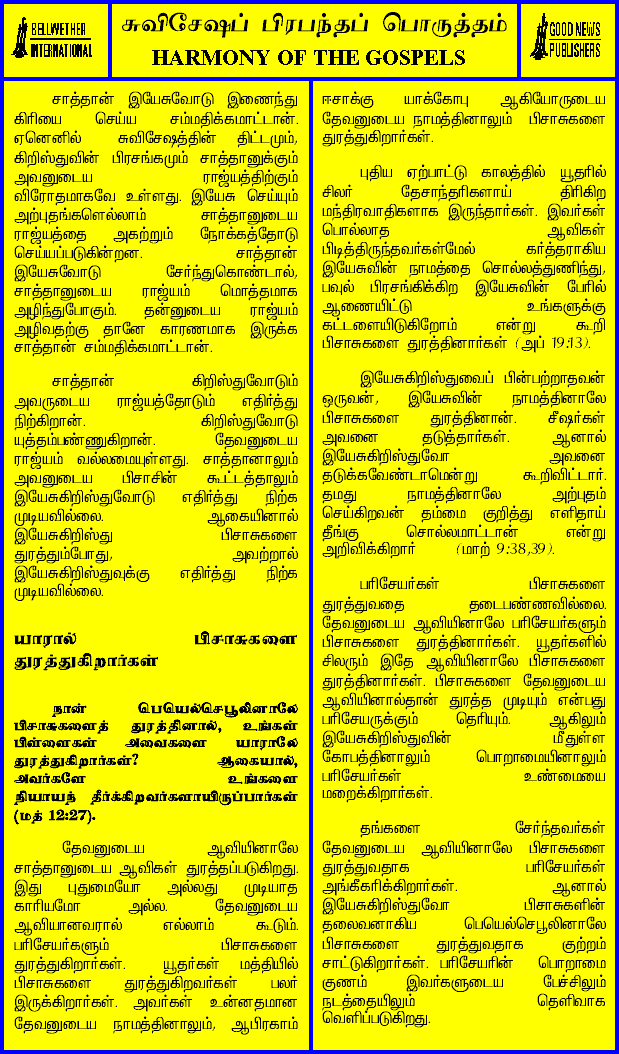 BELLWETHER
INTERNATIONAL
சுவிசேஷப் பிரபந்தப் பொருத்தம்
HARMONY OF THE GOSPELS
GOOD NEWS
PUBLISHERS
சாத்தான் இயேசுவோடு இணைந்து
கிரியை செய்ய சம்மதிக்கமாட்டான்.
ஏனெனில் சுவிசேஷத்தின் திட்டமும்,
கிறிஸ்துவின் பிரசங்கமும் சாத்தானுக்கும்
அவனுடைய ராஜ்யத்திற்கும்
விரோதமாகவே உள்ளது. இயேசு செய்யும்
அற்புதங்களெல்லாம் சாத்தானுடைய
ராஜ்யத்தை அகற்றும் நோக்கத்தோடு
செய்யப்படுகின்றன. சாத்தான்
இயேசுவோடு சேர்ந்துகொண்டால்,
சாத்தானுடைய ராஜ்யம் மொத்தமாக
அழிந்துபோகும். தன்னுடைய ராஜ்யம்
அழிவதற்கு தானே காரணமாக இருக்க
சாத்தான் சம்மதிக்கமாட்டான்.
சாத்தான் கிறிஸ்துவோடும்
அவருடைய ராஜ்யத்தோடும் எதிர்த்து
நிற்கிறான். கிறிஸ்துவோடு
யுத்தம்பண்ணுகிறான். தேவனுடைய
ராஜ்யம் வல்லமையுள்ளது. சாத்தானாலும்
அவனுடைய பிசாசின் கூட்டத்தாலும்
இயேசுகிறிஸ்துவோடு எதிர்த்து நிற்க
முடியவில்லை. ஆகையினால்
இயேசுகிறிஸ்து பிசாசுகளை
துரத்தும்போது, அவற்றால்
இயேசுகிறிஸ்துவுக்கு எதிர்த்து நிற்க
முடியவில்லை.
யாரால் பிசாசுகளை
துரத்துகிறார்கள்
நான் பெயெல்செபூலினாலே
பிசாசுகளைத் துரத்தினால், உங்கள்
பிள்ளைகள் அவைகளை யாராலே
துரத்துகிறார்கள்? ஆகையால்,
அவர்களே உங்களை
நியாயந் தீர்க்கிறவர்களாயிருப்பார்கள்
(மத் 12:27).
தேவனுடைய ஆவியினாலே
சாத்தானுடைய ஆவிகள் துரத்தப்படுகிறது.
இது புதுமையோ அல்லது முடியாத
காரியமோ அல்ல. தேவனுடைய
ஆவியானவரால் எல்லாம் கூடும்.
பரிசேயர்களும் பிசாசுகளை
துரத்துகிறார்கள். யூதர்கள் மத்தியில்
பிசாசுகளை துரத்துகிறவர்கள் பலர்
இருக்கிறார்கள். அவர்கள் உன்னதமான
தேவனுடைய நாமத்தினாலும், ஆபிரகாம்
ஈசாக்கு யாக்கோபு ஆகியோருடைய
தேவனுடைய நாமத்தினாலும் பிசாசுகளை
துரத்துகிறார்கள்.
புதிய ஏற்பாட்டு காலத்தில் யூதரில்
சிலர் தேசாந்தரிகளாய் திரிகிற
மந்திரவாதிகளாக இருந்தார்கள். இவர்கள்
பொல்லாத ஆவிகள்
பிடித்திருந்தவர்கள்மேல் கர்த்தராகிய
இயேசுவின் நாமத்தை சொல்லத்துணிந்து,
பவுல் பிரசங்கிக்கிற இயேசுவின் பேரில்
ஆணையிட்டு உங்களுக்கு
கட்டளையிடுகிறோம் என்று கூறி
பிசாசுகளை துரத்தினார்கள் (அப் 19:13).
இயேசுகிறிஸ்துவைப் பின்பற்றாதவன்
ஒருவன், இயேசுவின் நாமத்தினாலே
பிசாசுகளை துரத்தினான். சீஷர்கள்
அவனை தடுத்தார்கள். ஆனால்
இயேசுகிறிஸ்துவோ அவனை
தடுக்கவேண்டாமென்று கூறிவிட்டார்.
தமது நாமத்தினாலே அற்புதம்
செய்கிறவன் தம்மை குறித்து எளிதாய்
தீங்கு சொல்லமாட்டான் என்று
அறிவிக்கிறார் (மாற் 9:38,39).
பரிசேயர்கள் பிசாசுகளை
துரத்துவதை தடைபண்ணவில்லை.
தேவனுடைய ஆவியினாலே பரிசேயர்களும்
பிசாசுகளை துரத்தினார்கள். யூதர்களில்
சிலரும் இதே ஆவியினாலே பிசாசுகளை
துரத்தினார்கள். பிசாசுகளை தேவனுடைய
ஆவியினால்தான் துரத்த முடியும் என்பது
பரிசேயருக்கும் தெரியும். ஆகிலும்
இயேசுகிறிஸ்துவின் மீதுள்ள
கோபத்தினாலும் பொறாமையினாலும்
பரிசேயர்கள் உண்மையை
மறைக்கிறார்கள்.
தங்களை சேர்ந்தவர்கள்
தேவனுடைய ஆவியினாலே பிசாசுகளை
துரத்துவதாக பரிசேயர்கள்
அங்கீகரிக்கிறார்கள். ஆனால்
இயேசுகிறிஸ்துவோ பிசாசுகளின்
தலைவனாகிய பெயெல்செபூலினாலே
பிசாசுகளை துரத்துவதாக குற்றம்
சாட்டுகிறார்கள். பரிசேயரின் பொறாமை
குணம் இவர்களுடைய பேச்சிலும்
நடத்தையிலும் தெளிவாக
வெளிப்படுகிறது.